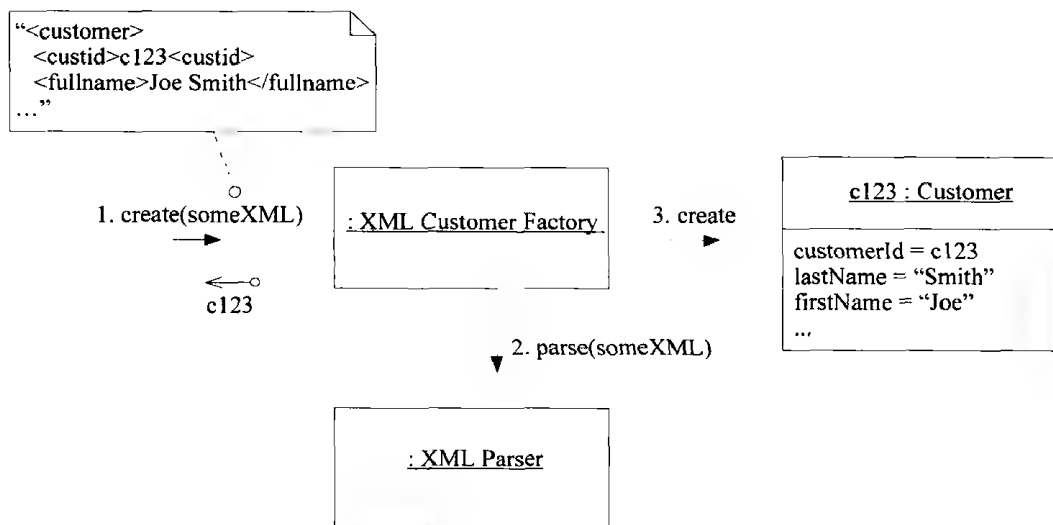 “<customer>
<custid>c123<custid>
<fullname>Joe Smith</fullname>
...”
1. create(someXML)
c123
: XML Customer Factory
3. create
c123 : Customer
customerId = c123
lastName = “Smith”
firstName = “Joe”
...
2. parse(someXML)
: XML Parser